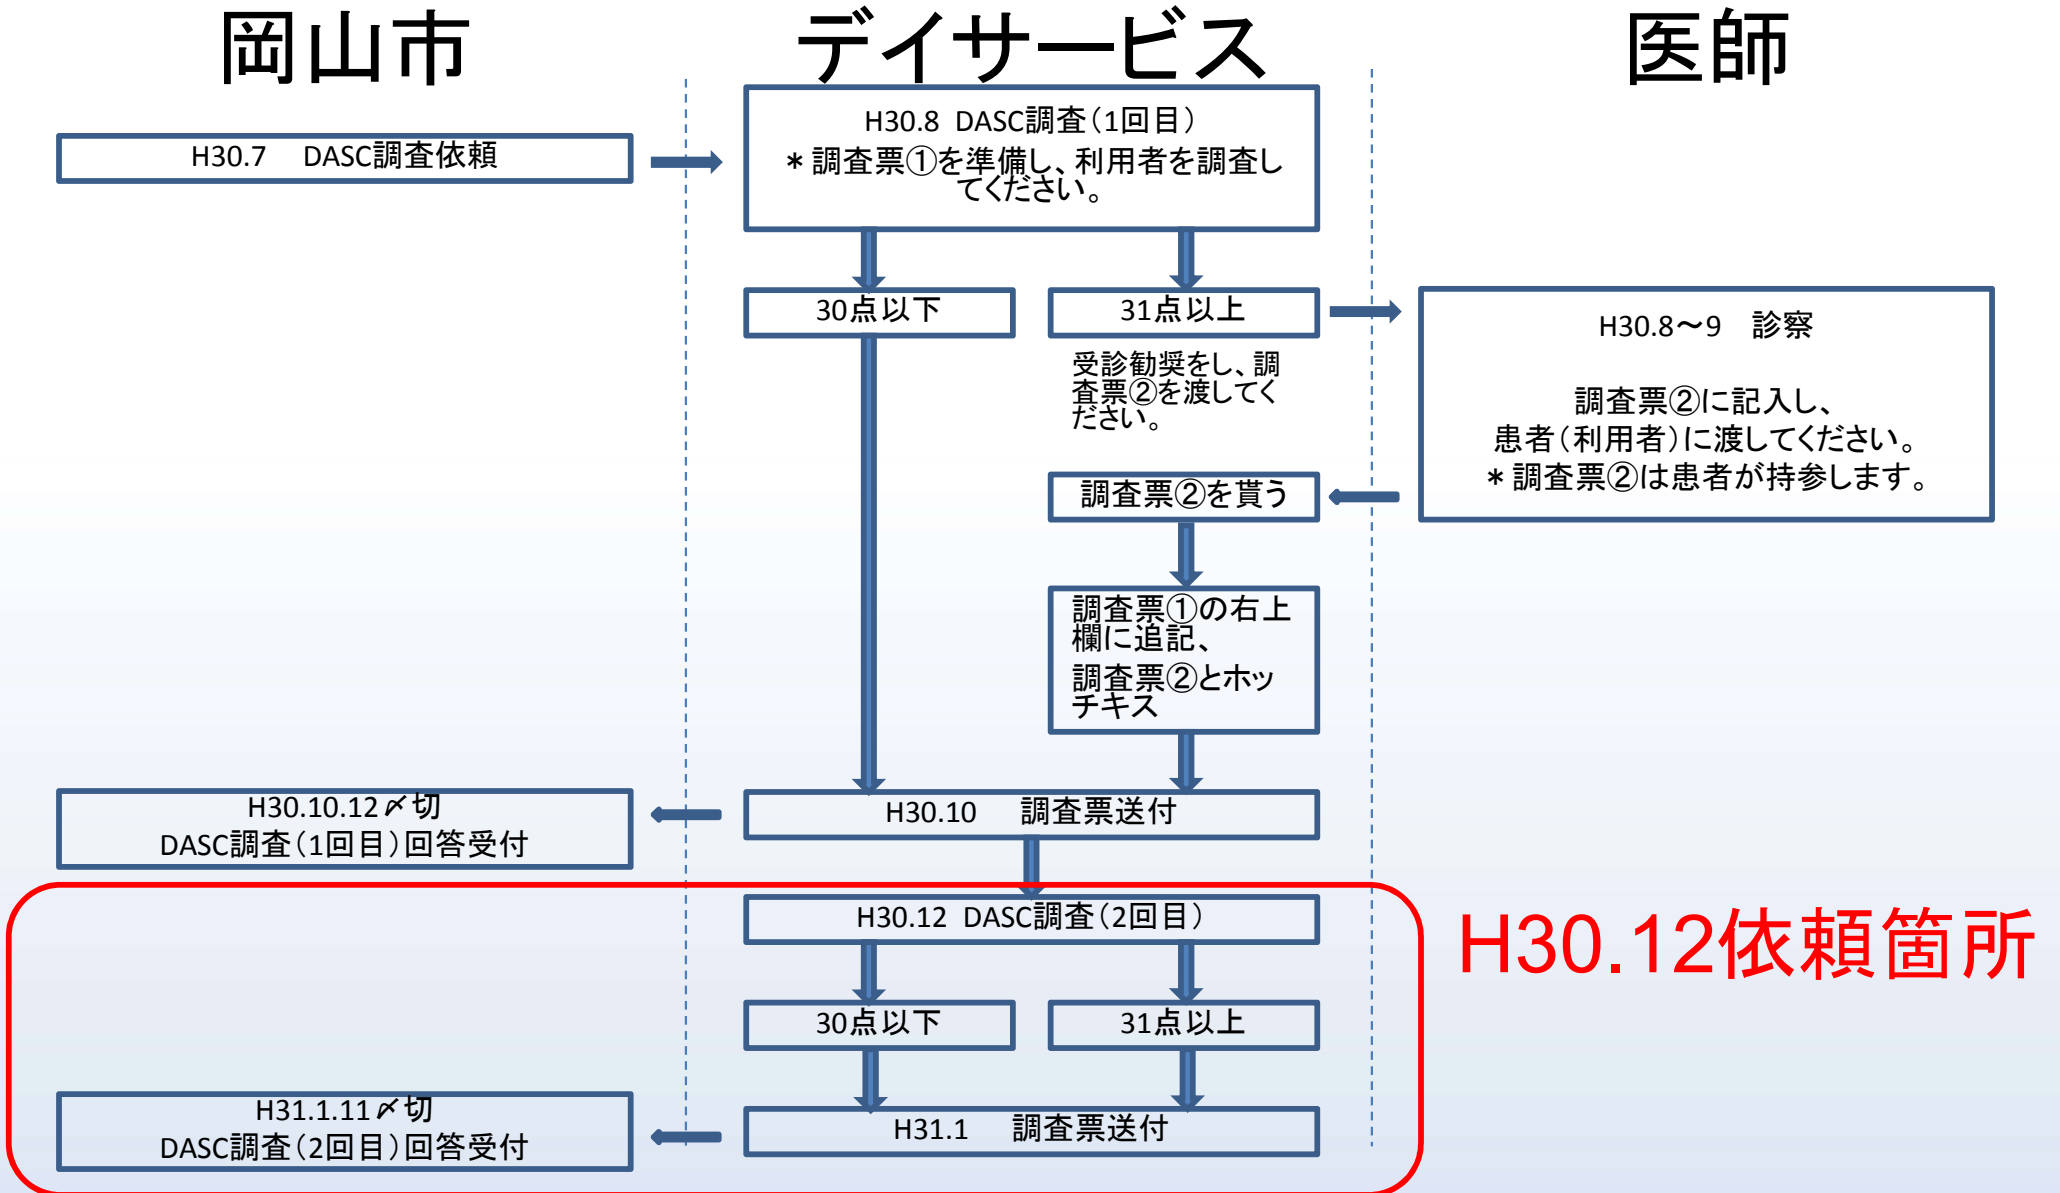 岡山市
デイサービス
医師
H30.7　DASC調査依頼
H30.8 DASC調査（1回目）
＊調査票①を準備し、利用者を調査し
てください。
30点以下
31点以上
受診勧奨をし、調
査票②を渡してく
ださい。
H30.8～9　診察
調査票②に記入し、
患者（利用者）に渡してください。
＊調査票②は患者が持参します。
調査票②を貰う
調査票①の右上
欄に追記、
調査票②とホッ
チキス
H30.10　調査票送付
H30.10.12〆切
DASC調査（1回目）回答受付
H30.12 DASC調査（2回目）
H30.12依頼箇所
30点以下
31点以上
H31.1　調査票送付
H31.1.11〆切
DASC調査（2回目）回答受付